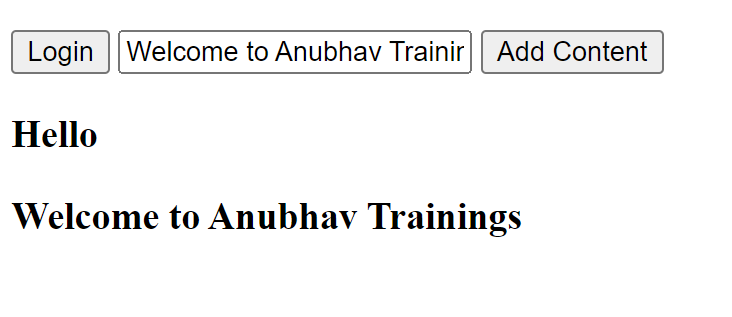 Login Welcome to Anubhav Trainir Add Content
Hello
Welcome to Anubhav Trainings